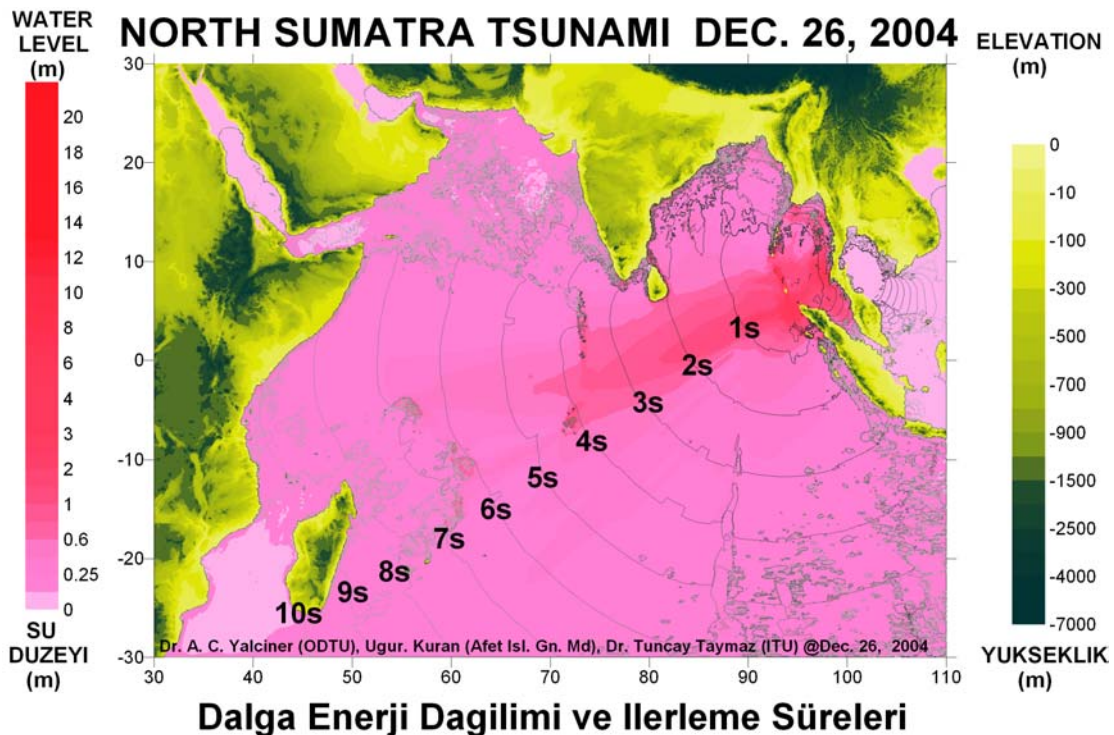 NORTH SUMATRA TSUNAMI DEC. 26, 2004
WATER
LEVEL
(m)
20
18
16
14
12
10
8
6
4
3
2
1
0.6
0.25
0
SU
DUZEYI
(m)
30
20
10
0
-10
-20
-30
1s
2s
3s
4s
5s
6s
7s
8s
9s
10s
Dr. A. C. Yalciner (ODTU), Ugur. Kuran (Afet Isl. Gn. Md), Dr. Tuncay Taymaz (ITU) @Dec. 26, 2004
30 40 50 60 70 80 90 100 110
ELEVATION
(m)
0
-10
-100
-300
-500
-700
-900
-1500
-2500
-4000
-7000
YUKSEKLIK
(m)
Dalga Enerji Dagilimi ve Ilerleme Süreleri